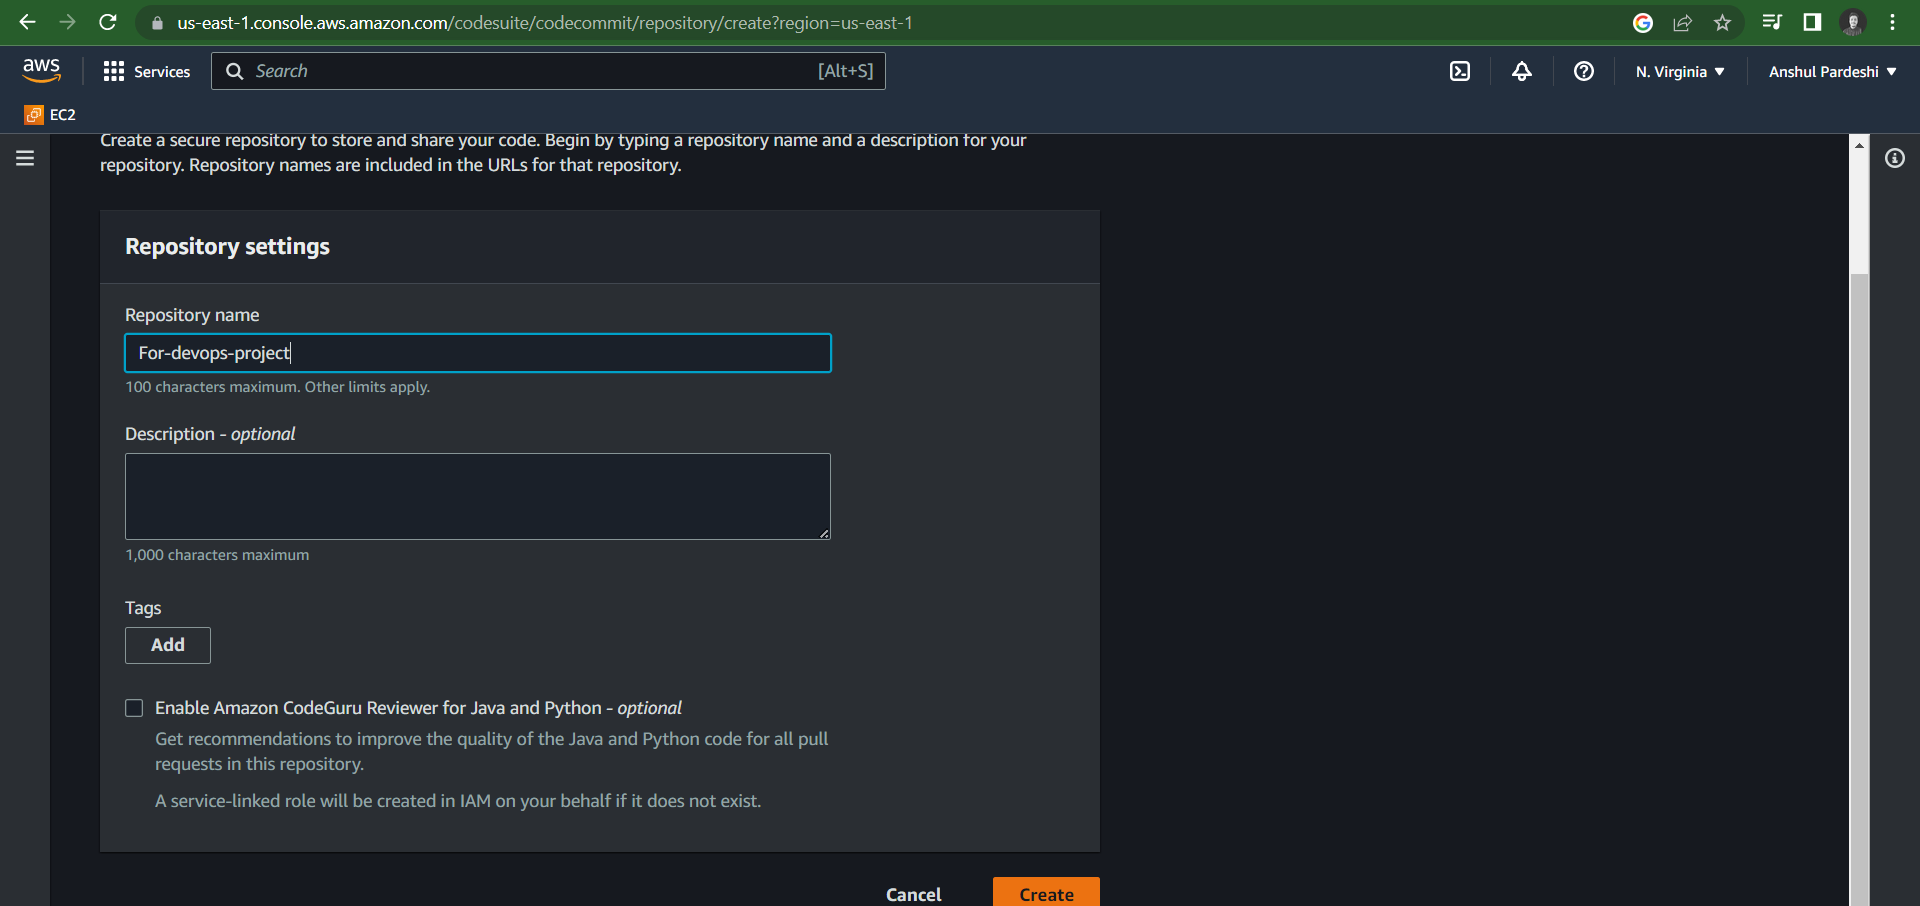 us-east-1.console.aws.amazon.com/codesuite/codecommit/repository/create?region=us-east-1
aws
Services
Search
[Alt+S]
N. Virginia
Anshul Pardeshi
EC2
Create a secure repository to store and share your code. Begin by typing a repository name and a description for your
repository. Repository names are included in the URLs for that repository.
Repository settings
Repository name
For-devops-project
100 characters maximum. Other limits apply.
Description - optional
1,000 characters maximum
Tags
Add
Enable Amazon CodeGuru Reviewer for Java and Python - optional
Get recommendations to improve the quality of the Java and Python code for all pull
requests in this repository.
A service-linked role will be created in IAM on your behalf if it does not exist.
Cancel
Create